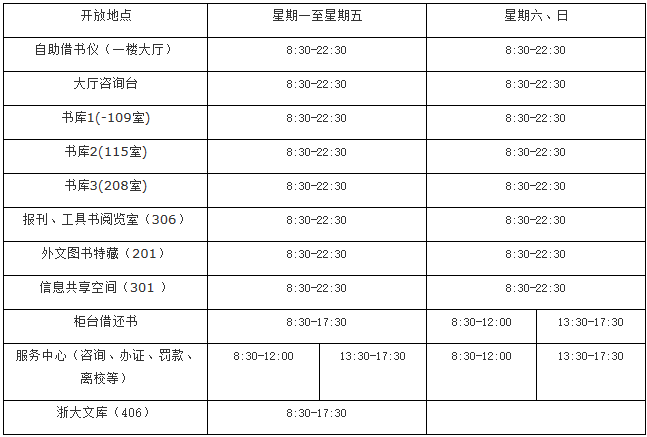 开放地点 星期一至星期五 星期六、日
自助借书仪（一楼大厅） 8:30-22:30 8:30-22:30
大厅咨询台 8:30-22:30 8:30-22:30
书库1(-109室) 8:30-22:30 8:30-22:30
书库2(115室) 8:30-22:30 8:30-22:30
书库3(208室) 8:30-22:30 8:30-22:30
报刊、工具书阅览室（306） 8:30-22:30 8:30-22:30
外文图书特藏（201） 8:30-22:30 8:30-22:30
信息共享空间（301 ） 8:30-22:30 8:30-22:30
柜台借还书 8:30-17:30 8:30-12:00 13:30-17:30
服务中心（咨询、办证、罚款、 8:30-12:00 13:30-17:30 8:30-12:00 13:30-17:30
离校等）
浙大文库（406） 8:30-17:30